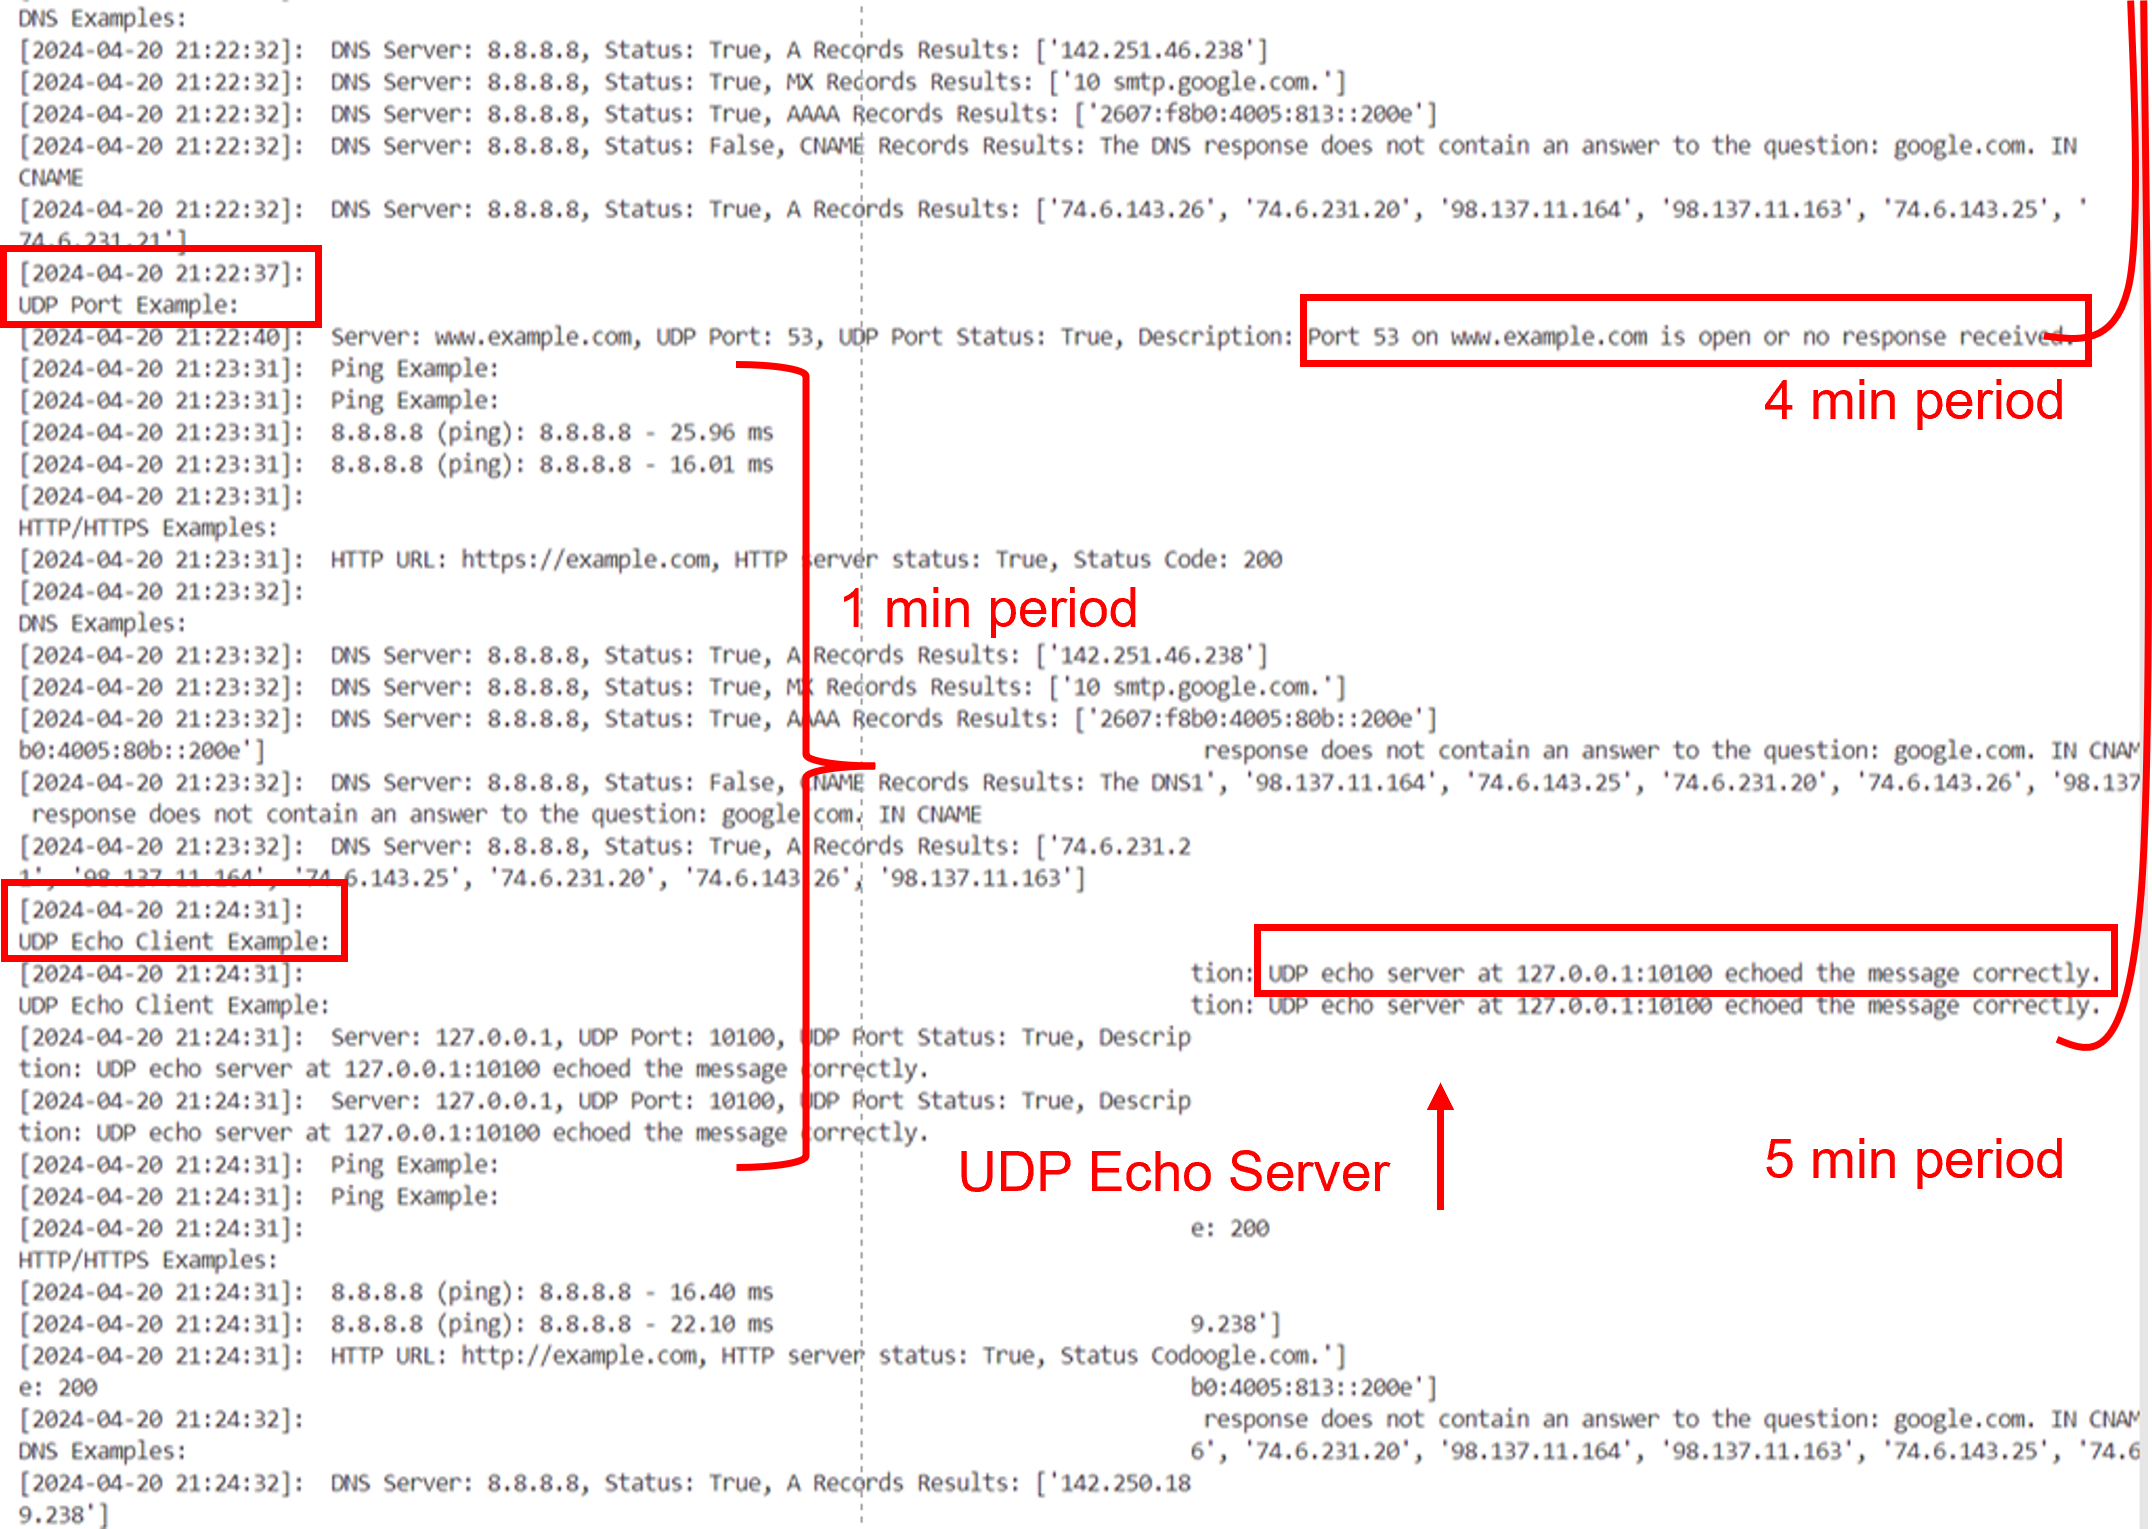 DNS Examples:
[2024-04-20 21:22:32]:  DNS Server: 8.8.8.8, Status: True, A Records Results: ['142.251.46.238']
[2024-04-20 21:22:32]:  DNS Server: 8.8.8.8, Status: True, MX Records Results: ['10 smtp.google.com.']
[2024-04-20 21:22:32]:  DNS Server: 8.8.8.8, Status: True, AAAA Records Results: ['2607:f8b0:4005:813::200e']
[2024-04-20 21:22:32]:  DNS Server: 8.8.8.8, Status: False, CNAME Records Results: The DNS response does not contain an answer to the question: google.com. IN
CNAME
[2024-04-20 21:22:32]:  DNS Server: 8.8.8.8, Status: True, A Records Results: ['74.6.143.26', '74.6.231.20', '98.137.11.164', '98.137.11.163', '74.6.143.25', '
74.6.231.21']
[2024-04-20 21:22:37]:
UDP Port Example:
[2024-04-20 21:22:40]:  Server: www.example.com, UDP Port: 53, UDP Port Status: True, Description: Port 53 on www.example.com is open or no response received.
[2024-04-20 21:23:31]:  Ping Example:
4 min period
[2024-04-20 21:23:31]:  Ping Example:
[2024-04-20 21:23:31]:  8.8.8.8 (ping): 8.8.8.8 - 25.96 ms
[2024-04-20 21:23:31]:  8.8.8.8 (ping): 8.8.8.8 - 16.01 ms
[2024-04-20 21:23:31]:
HTTP/HTTPS Examples:
[2024-04-20 21:23:31]:  HTTP URL: https://example.com, HTTP server status: True, Status Code: 200
[2024-04-20 21:23:32]:
1 min period
DNS Examples:
[2024-04-20 21:23:32]:  DNS Server: 8.8.8.8, Status: True, A Records Results: ['142.251.46.238']
[2024-04-20 21:23:32]:  DNS Server: 8.8.8.8, Status: True, MX Records Results: ['10 smtp.google.com.']
[2024-04-20 21:23:32]:  DNS Server: 8.8.8.8, Status: True, AAAA Records Results: ['2607:f8b0:4005:80b::200e']
b0:4005:80b::200e'] response does not contain an answer to the question: google.com. IN CNAM
[2024-04-20 21:23:32]:  DNS Server: 8.8.8.8, Status: False, CNAME Records Results: The DNS1', '98.137.11.164', '74.6.143.25', '74.6.231.20', '74.6.143.26', '98.137
response does not contain an answer to the question: google.com. IN CNAME
[2024-04-20 21:23:32]:  DNS Server: 8.8.8.8, Status: True, A Records Results: ['74.6.231.2
1', '98.137.11.164', '74.6.143.25', '74.6.231.20', '74.6.143.26', '98.137.11.163']
[2024-04-20 21:24:31]:
UDP Echo Client Example:
[2024-04-20 21:24:31]: tion: UDP echo server at 127.0.0.1:10100 echoed the message correctly.
UDP Echo Client Example: tion: UDP echo server at 127.0.0.1:10100 echoed the message correctly.
[2024-04-20 21:24:31]:  Server: 127.0.0.1, UDP Port: 10100, UDP Port Status: True, Descrip
tion: UDP echo server at 127.0.0.1:10100 echoed the message correctly.
[2024-04-20 21:24:31]:  Server: 127.0.0.1, UDP Port: 10100, UDP Port Status: True, Descrip
tion: UDP echo server at 127.0.0.1:10100 echoed the message correctly.
UDP Echo Server
5 min period
[2024-04-20 21:24:31]:  Ping Example:
[2024-04-20 21:24:31]:  Ping Example:
[2024-04-20 21:24:31]: e: 200
HTTP/HTTPS Examples:
[2024-04-20 21:24:31]:  8.8.8.8 (ping): 8.8.8.8 - 16.40 ms
[2024-04-20 21:24:31]:  8.8.8.8 (ping): 8.8.8.8 - 22.10 ms 9.238']
[2024-04-20 21:24:31]:  HTTP URL: http://example.com, HTTP server status: True, Status Codoogle.com.']
e: 200 b0:4005:813::200e']
[2024-04-20 21:24:32]: response does not contain an answer to the question: google.com. IN CNAM
DNS Examples: 6', '74.6.231.20', '98.137.11.164', '98.137.11.163', '74.6.143.25', '74.6
[2024-04-20 21:24:32]:  DNS Server: 8.8.8.8, Status: True, A Records Results: ['142.250.18
9.238']